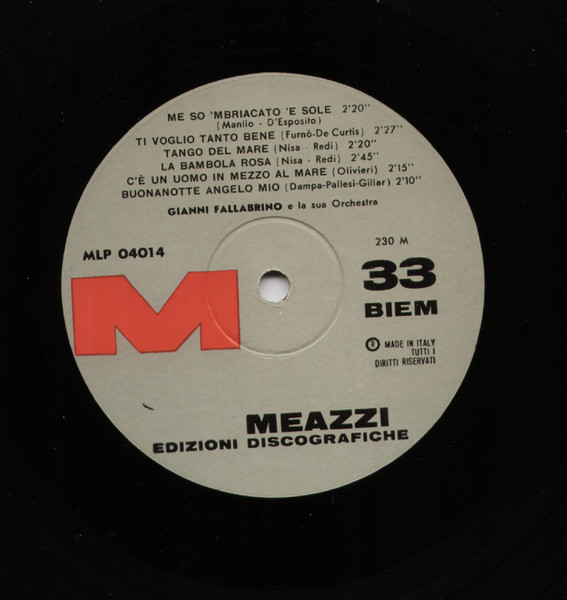 ME SO 'MBRIACATO 'E SOLE 2'20''
(Manlio - D'Esposito)
TI VOGLIO TANTO BENE (Furnò-De Curtis) 2'27''
TANGO DEL MARE (Nisa - Redi) 2'20''
LA BAMBOLA ROSA (Nisa - Redi) 2'45''
C'È UN UOMO IN MEZZO AL MARE (Olivieri) 2'15''
BUONANOTTE ANGELO MIO (Dampa-Pallesi-Gillar) 2'10''
GIANNI FALLABRINO e la sua Orchestra
MLP 04014
230 M
33
BIEM
M
® MADE IN ITALY
TUTTI I
DIRITTI RISERVATI
MEAZZI
EDIZIONI DISCOGRAFICHE